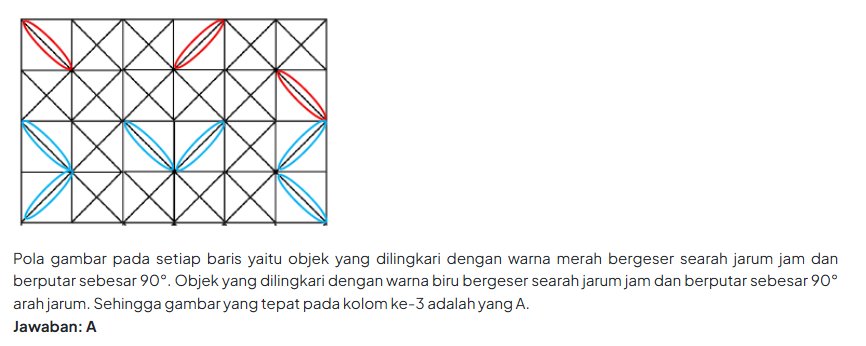 Pola gambar pada setiap baris yaitu objek yang dilingkari dengan warna merah bergeser searah jarum jam dan
berputar sebesar 90°. Objek yang dilingkari dengan warna biru bergeser searah jarum jam dan berputar sebesar 90°
arah jarum. Sehingga gambar yang tepat pada kolom ke-3 adalah yang A.
Jawaban: A